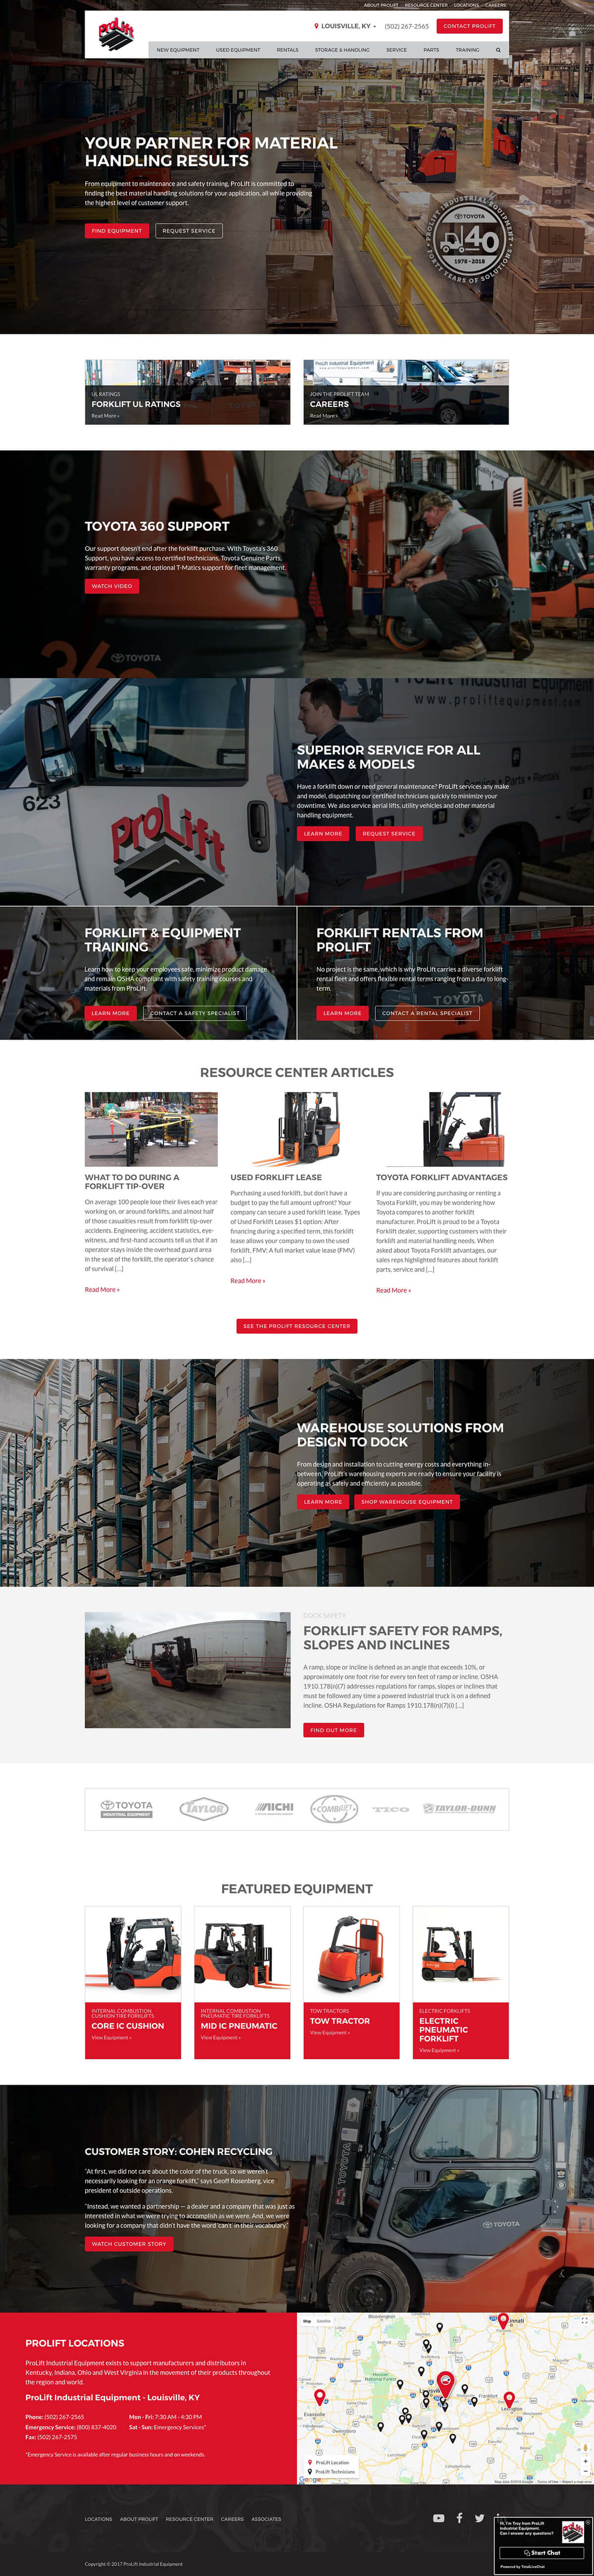 ABOUT PROLIFT RESOURCE CENTER LOCATIONS CAREERS
ProLift
LOUISVILLE, KY
(502) 267-2565
CONTACT PROLIFT
NEW EQUIPMENT USED EQUIPMENT RENTALS STORAGE & HANDLING SERVICE PARTS TRAINING
YOUR PARTNER FOR MATERIAL
HANDLING RESULTS
From equipment to maintenance and safety training, ProLift is committed to
finding the best material handling solutions for your application, all while providing
the highest level of customer support.
FIND EQUIPMENT
REQUEST SERVICE
PROLIFT INDUSTRIAL EQUIPMENT
TOYOTA
40
1978 - 2018
FORTY YEARS OF SOLUTIONS
UL RATINGS
FORKLIFT UL RATINGS
Read More »
ProLift Industrial Equipment
JOIN THE PROLIFT TEAM
CAREERS
Read More »
TOYOTA 360 SUPPORT
Our support doesn't end after the forklift purchase. With Toyota's 360
Support, you have access to certified technicians, Toyota Genuine Parts,
warranty programs, and optional T-Matics support for fleet management.
WATCH VIDEO
360
TOYOTA
ProLift Industrial Equipment
www.proliftequipment.com
623
ProLift
SUPERIOR SERVICE FOR ALL
MAKES & MODELS
Have a forklift down or need general maintenance? ProLift services any make
and model, dispatching our certified technicians quickly to minimize your
downtime. We also service aerial lifts, utility vehicles and other material
handling equipment.
LEARN MORE
REQUEST SERVICE
FORKLIFT & EQUIPMENT
TRAINING
Learn how to keep your employees safe, minimize product damage
and remain OSHA compliant with safety training courses and
materials from ProLift.
LEARN MORE
CONTACT A SAFETY SPECIALIST
FORKLIFT RENTALS FROM
PROLIFT
No project is the same, which is why ProLift carries a diverse forklift
rental fleet and offers flexible rental terms ranging from a day to long-
term.
TOYOTA
LEARN MORE
CONTACT A RENTAL SPECIALIST
RESOURCE CENTER ARTICLES
WHAT TO DO DURING A
FORKLIFT TIP-OVER
On average 100 people lose their lives each year
working on, or around forklifts, and almost half
of those casualties result from forklift tip-over
accidents. Engineering, accident statistics, eye-
witness, and first-hand accounts tell us that if an
operator stays inside the overhead guard area
in the seat of the forklift, the operator's chance
of survival [...]
Read More »
USED FORKLIFT LEASE
Purchasing a used forklift, but don't have a
budget to pay the full amount upfront? Your
company can secure a used forklift lease. Types
of Used Forklift Leases $1 option: After
financing during a specified term, this forklift
lease allows your company to own the used
forklift. FMV: A full market value lease (FMV)
also [...]
Read More »
TOYOTA FORKLIFT ADVANTAGES
If you are considering purchasing or renting a
Toyota Forklift, you may be wondering how
Toyota compares to another forklift
manufacturer. ProLift is proud to be a Toyota
Forklift dealer, supporting customers with their
forklift and material handling needs. When
asked about Toyota Forklift advantages, our
sales reps highlighted features about forklift
parts, service and [...]
Read More »
SEE THE PROLIFT RESOURCE CENTER
WAREHOUSE SOLUTIONS FROM
DESIGN TO DOCK
From design and installation to cutting energy costs and everything in-
between, ProLift's warehousing experts are ready to ensure your facility is
operating as safely and efficiently as possible.
LEARN MORE
SHOP WAREHOUSE EQUIPMENT
DOCK SAFETY
FORKLIFT SAFETY FOR RAMPS,
SLOPES AND INCLINES
A ramp, slope or incline is defined as an angle that exceeds 10%, or
approximately one foot rise for every ten feet of ramp or incline. OSHA
1910.178(n)(7) addresses regulations for ramps, slopes or inclines that
must be followed any time a powered industrial truck is on a defined
incline. OSHA Regulations for Ramps 1910.178(n)(7)(i) [...]
FIND OUT MORE
TOYOTA
INDUSTRIAL EQUIPMENT
TAYLOR
AICHI
COMBILIFT
TICO
TAYLOR-DUNN
FEATURED EQUIPMENT
INTERNAL COMBUSTION
CUSHION TIRE FORKLIFTS
CORE IC CUSHION
View Equipment »
INTERNAL COMBUSTION
PNEUMATIC TIRE FORKLIFTS
MID IC PNEUMATIC
View Equipment »
TOW TRACTORS
TOW TRACTOR
View Equipment »
ELECTRIC FORKLIFTS
ELECTRIC
PNEUMATIC
FORKLIFT
View Equipment »
CUSTOMER STORY: COHEN RECYCLING
"At first, we did not care about the color of the truck, so we weren't
necessarily looking for an orange forklift," says Geoff Rosenberg, vice
president of outside operations.
"Instead, we wanted a partnership — a dealer and a company that was just as
interested in what we were trying to accomplish as we were. And, we were
looking for a company that didn't have the word 'can't' in their vocabulary."
WATCH CUSTOMER STORY
TOYOTA
TOYOTA
PROLIFT LOCATIONS
ProLift Industrial Equipment exists to support manufacturers and distributors in
Kentucky, Indiana, Ohio and West Virginia in the movement of their products throughout
the region and world.
ProLift Industrial Equipment - Louisville, KY
Phone: (502) 267-2565
Emergency Service: (800) 837-4020
Fax: (502) 267-2575
Mon - Fri: 7:30 AM - 4:30 PM
Sat - Sun: Emergency Services*
*Emergency Service is available after regular business hours and on weekends.
Map Satellite
Bloomington
Hoosier
National Forest
Evansville
Owensboro
Frankfort
Lexington
ProLift Location
ProLift Technicians
Google
LOCATIONS ABOUT PROLIFT RESOURCE CENTER CAREERS ASSOCIATES
Copyright © 2017 ProLift Industrial Equipment
Hi, I'm Troy from ProLift
Industrial Equipment.
Can I answer any questions?
Start Chat
Powered by TotalLiveChat